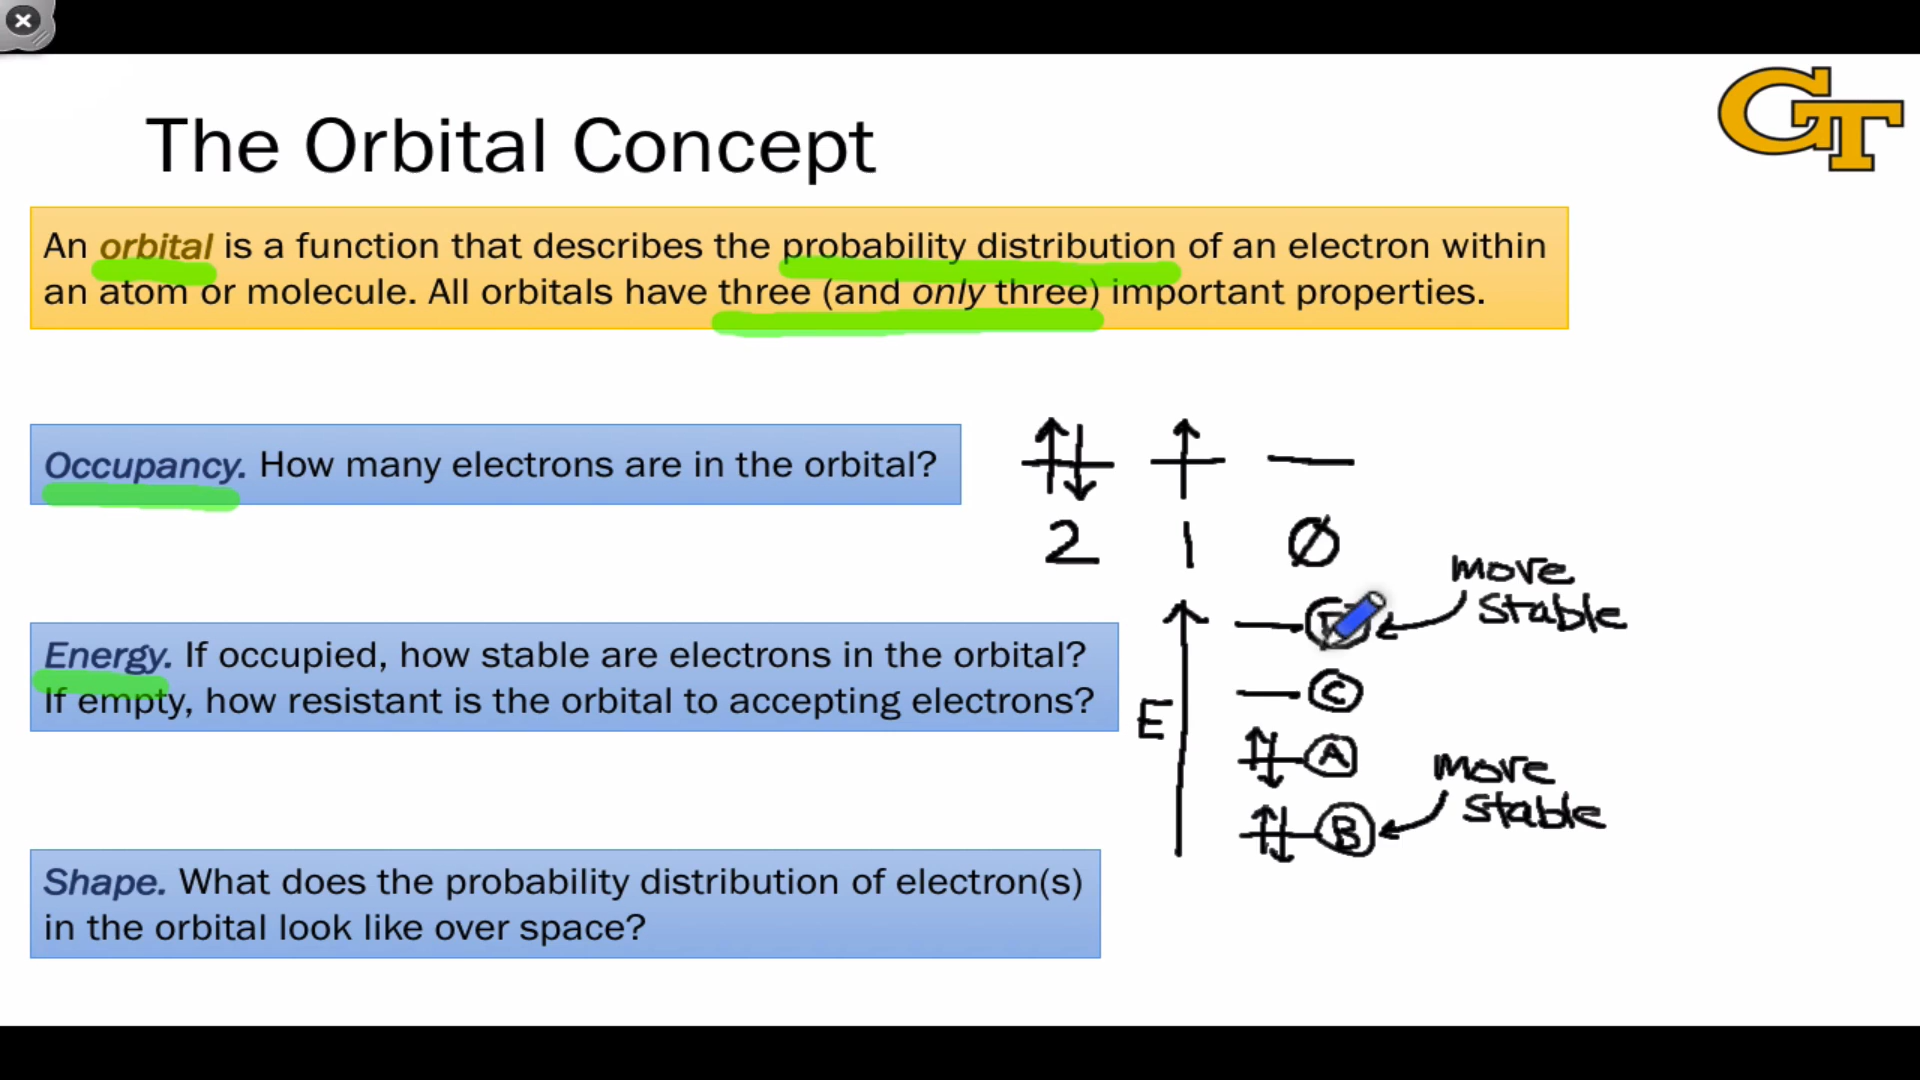 GT
The Orbital Concept
An orbital is a function that describes the probability distribution of an electron within
an atom or molecule. All orbitals have three (and only three) important properties.
Occupancy. How many electrons are in the orbital?
2 1 Ø
more
stable
Energy. If occupied, how stable are electrons in the orbital?
If empty, how resistant is the orbital to accepting electrons?
E
C
A
B
more
stable
Shape. What does the probability distribution of electron(s)
in the orbital look like over space?